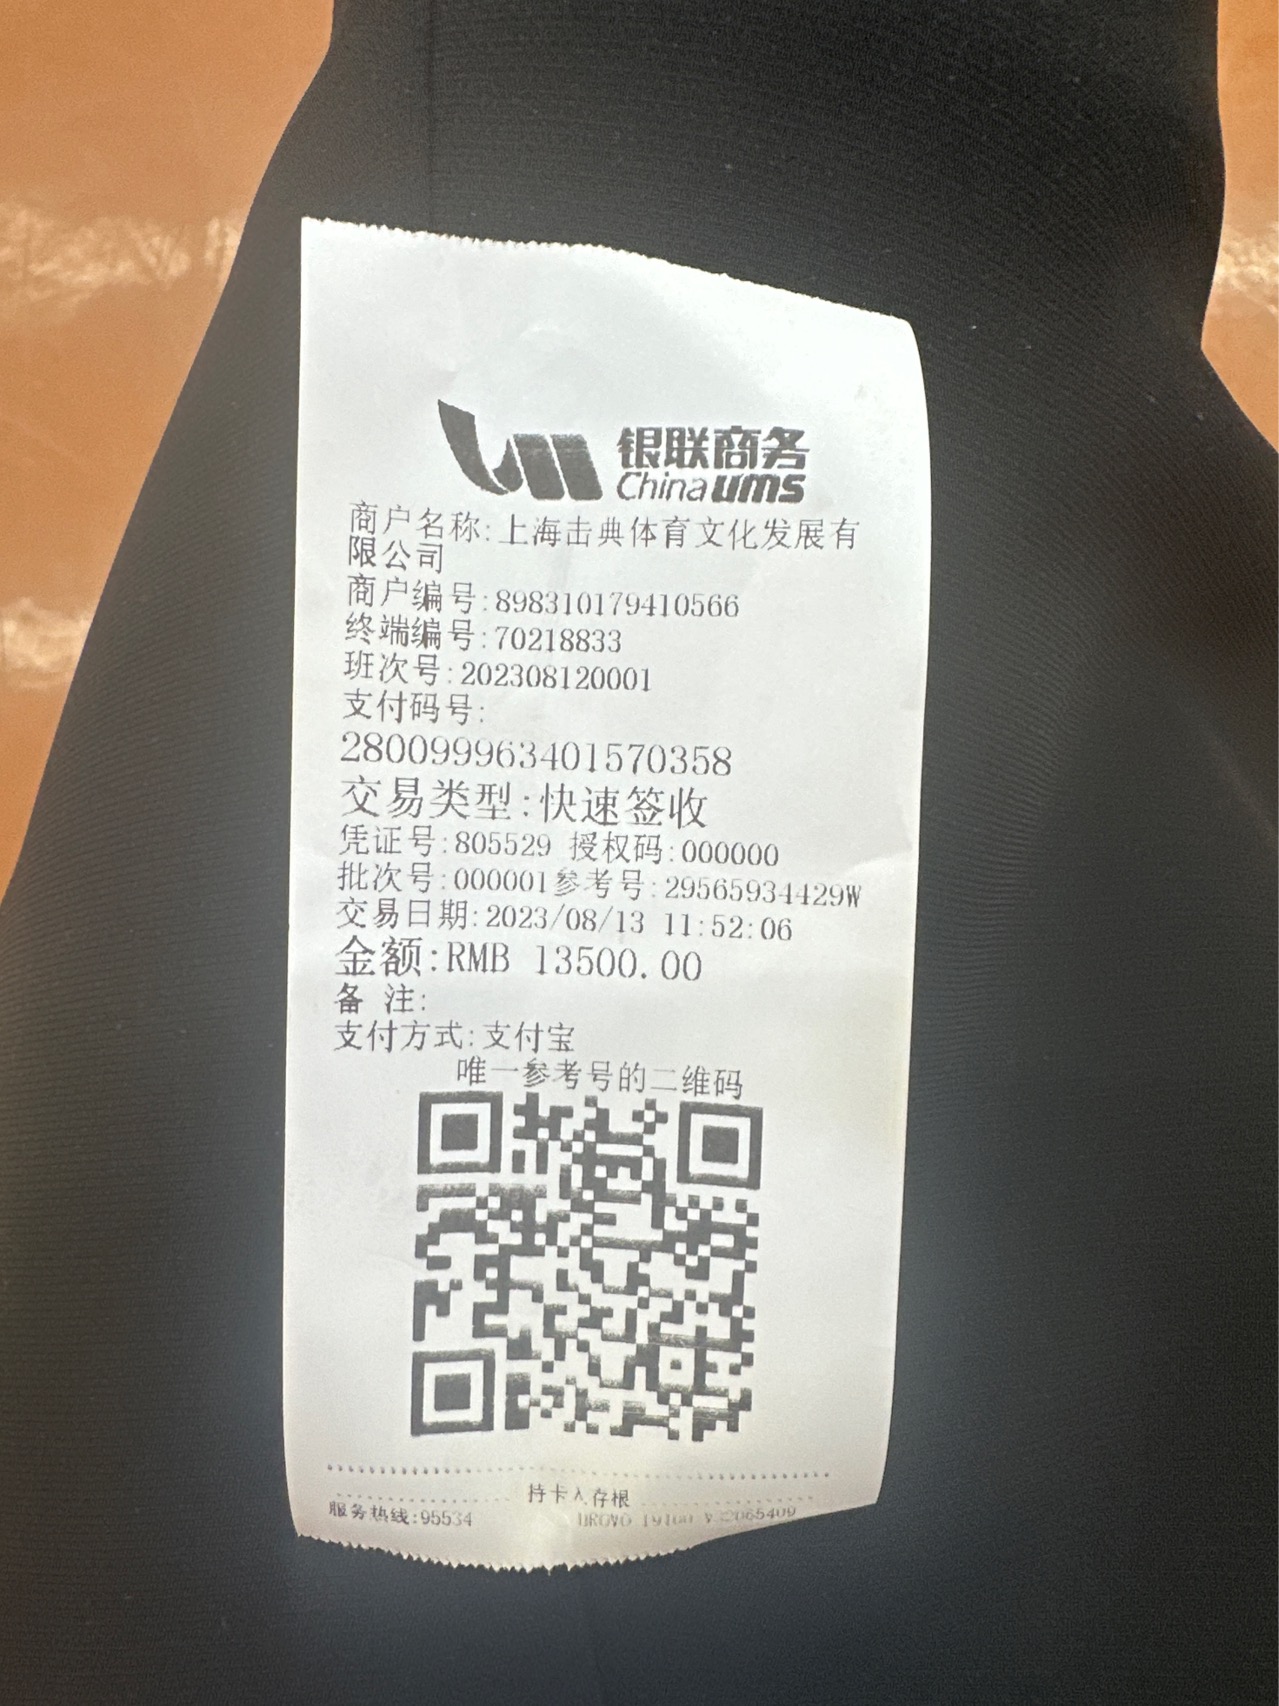 银联商务
China ums
商户名称:上海击典体育文化发展有
限公司
商户编号:898310179410566
终端编号:70218833
班次号:202308120001
支付码号:
280099963401570358
交易类型:快速签收
凭证号:805529 授权码:000000
批次号:000001参考号:29565934429W
交易日期:2023/08/13 11:52:06
金额:RMB 13500.00
备 注:
支付方式:支付宝
唯一参考号的二维码
持卡人存根
服务热线:95534